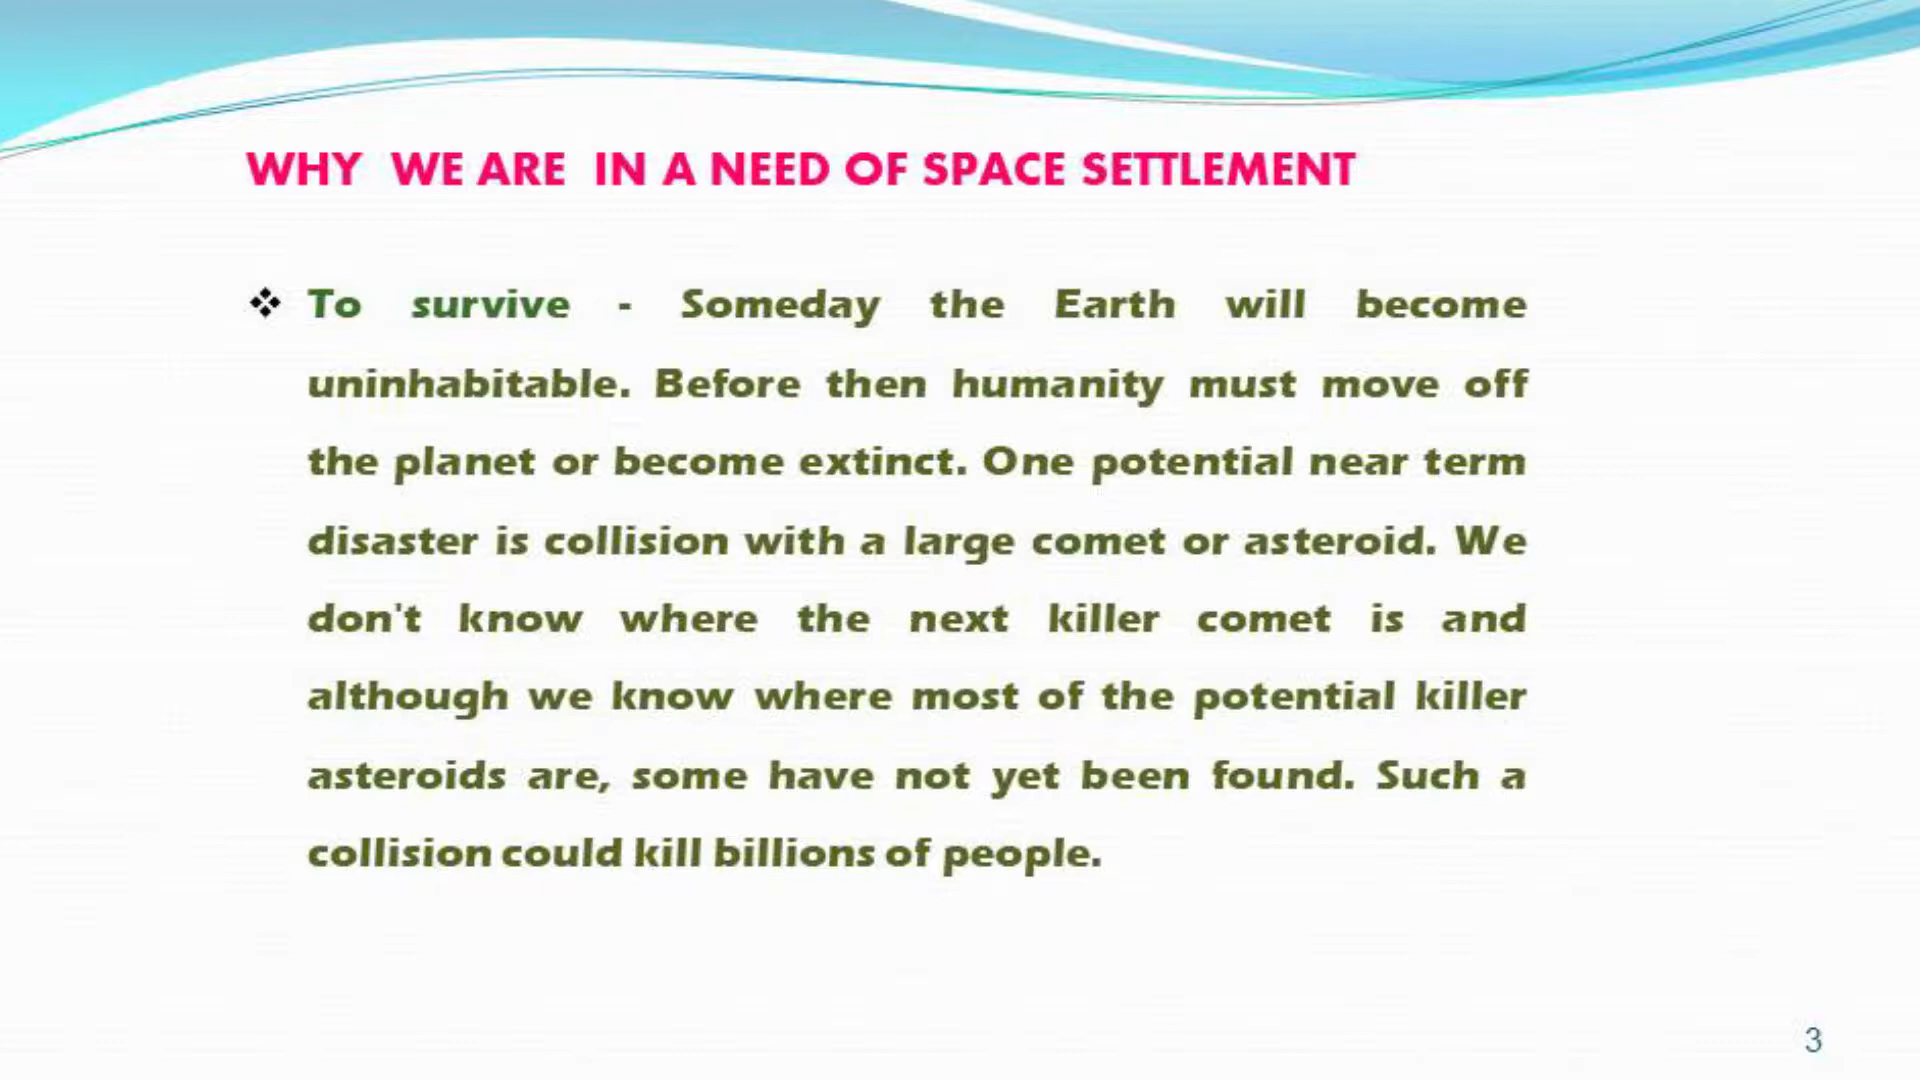 WHY WE ARE IN A NEED OF SPACE SETTLEMENT
❖ To survive - Someday the Earth will become
uninhabitable. Before then humanity must move off
the planet or become extinct. One potential near term
disaster is collision with a large comet or asteroid. We
don't know where the next killer comet is and
although we know where most of the potential killer
asteroids are, some have not yet been found. Such a
collision could kill billions of people.
3